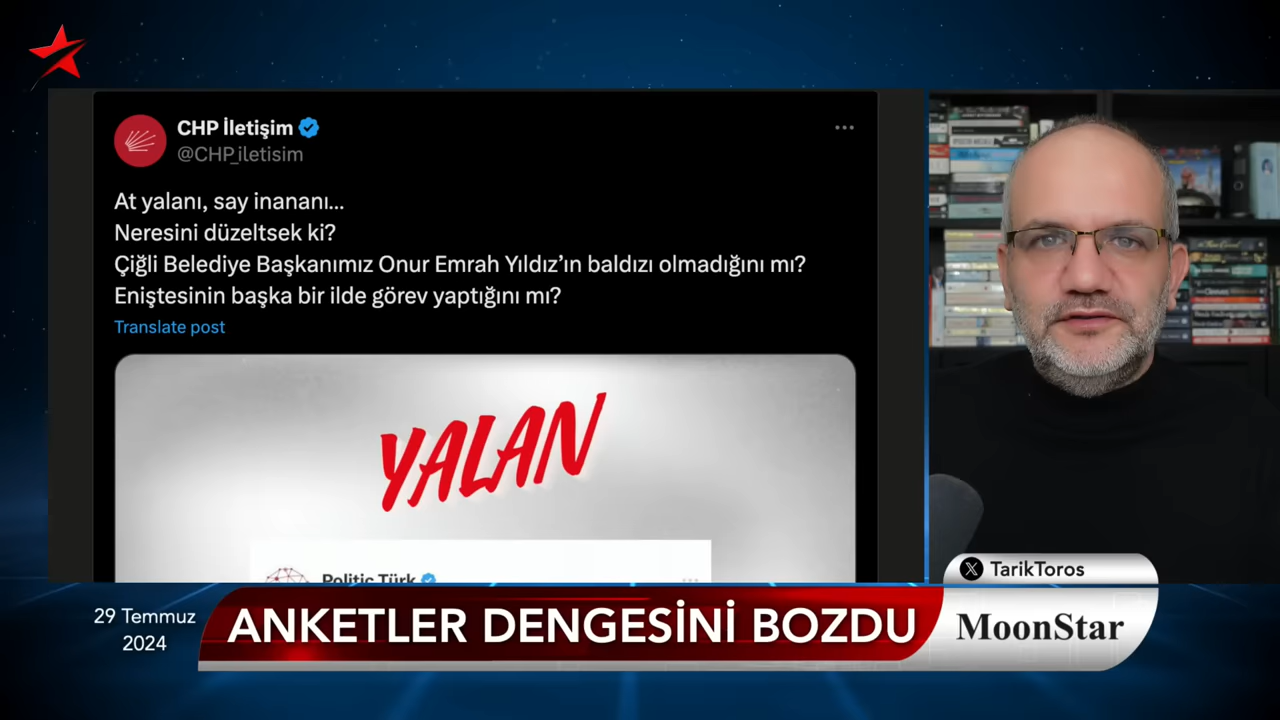 CHP İletişim
@CHP_iletisim
At yalanı, say inananı...
Neresini düzeltsek ki?
Çiğli Belediye Başkanımız Onur Emrah Yıldız’ın baldızı olmadığını mı?
Eniştesinin başka bir ilde görev yaptığını mı?
Translate post
YALAN
Politic Türk
TarikToros
29 Temmuz
2024
ANKETLER DENGESİNİ BOZDU
MoonStar